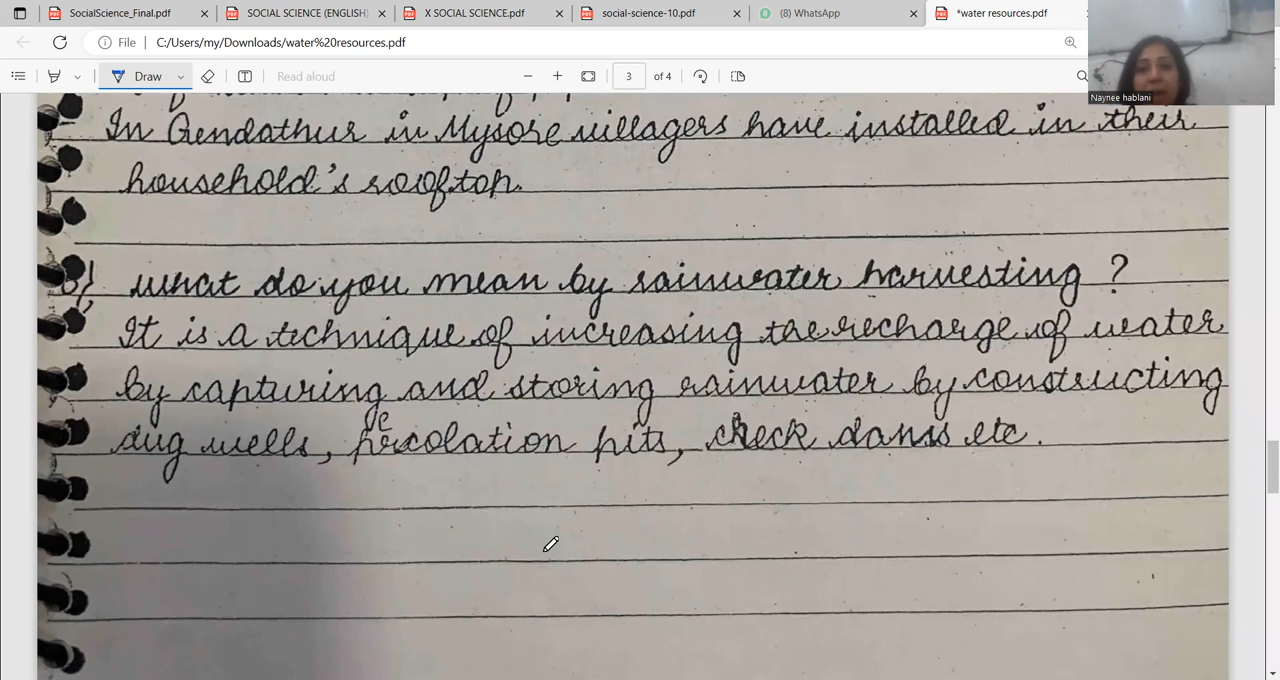 SocialScience_Final.pdf
SOCIAL SCIENCE (ENGLISH)
X SOCIAL SCIENCE.pdf
social-science-10.pdf
(8) WhatsApp
*water resources.pdf
File C:/Users/my/Downloads/water%20resources.pdf
Draw Read aloud 3 of 4
Naynee hablani
In Gendathur in Mysore villagers have installed in their
household's rooftop.
what do you mean by rainwater harvesting ?
It is a technique of increasing the recharge of water
by capturing and storing rainwater by constructing
dug wells, percolation pits, check dams etc.